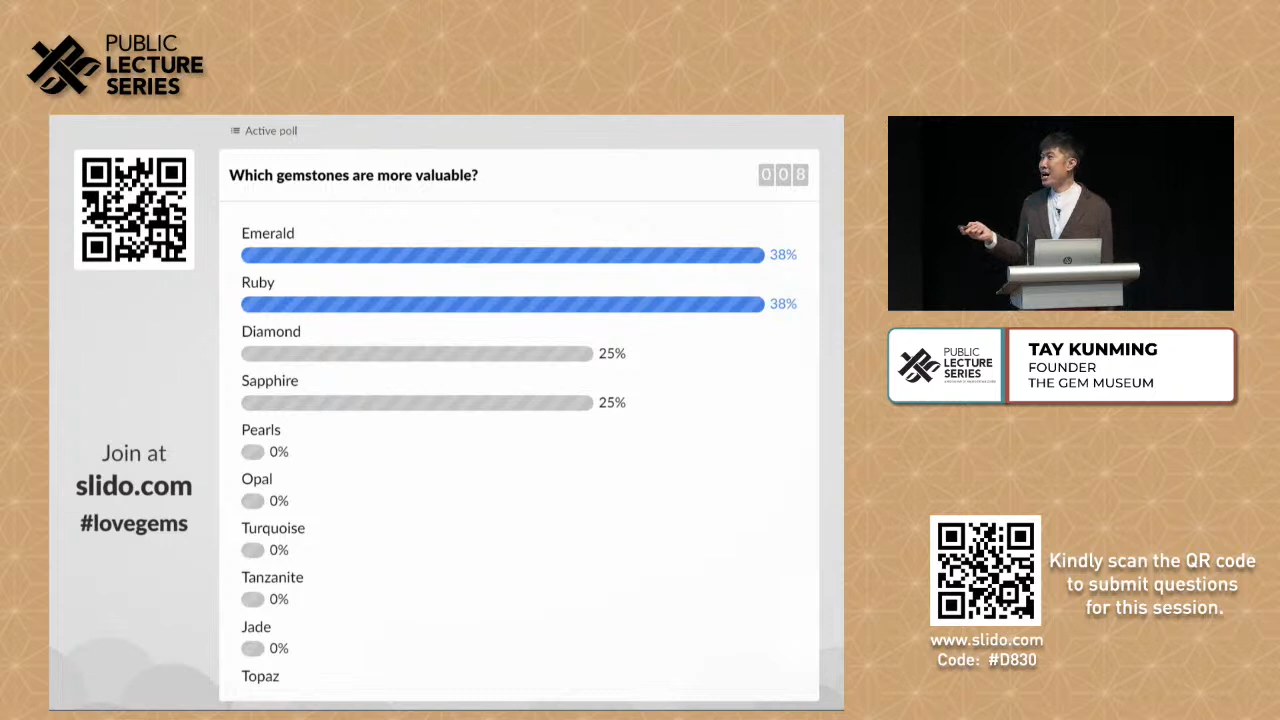 PUBLIC
LECTURE
SERIES
Active poll
Which gemstones are more valuable?
008
Emerald
38%
Ruby
38%
Diamond
25%
Sapphire
25%
Pearls
0%
Opal
0%
Turquoise
0%
Tanzanite
0%
Jade
0%
Topaz
Join at
slido.com
#lovegems
PUBLIC
LECTURE
SERIES
TAY KUNMING
FOUNDER
THE GEM MUSEUM
Kindly scan the QR code
to submit questions
for this session.
www.slido.com
Code: #D830